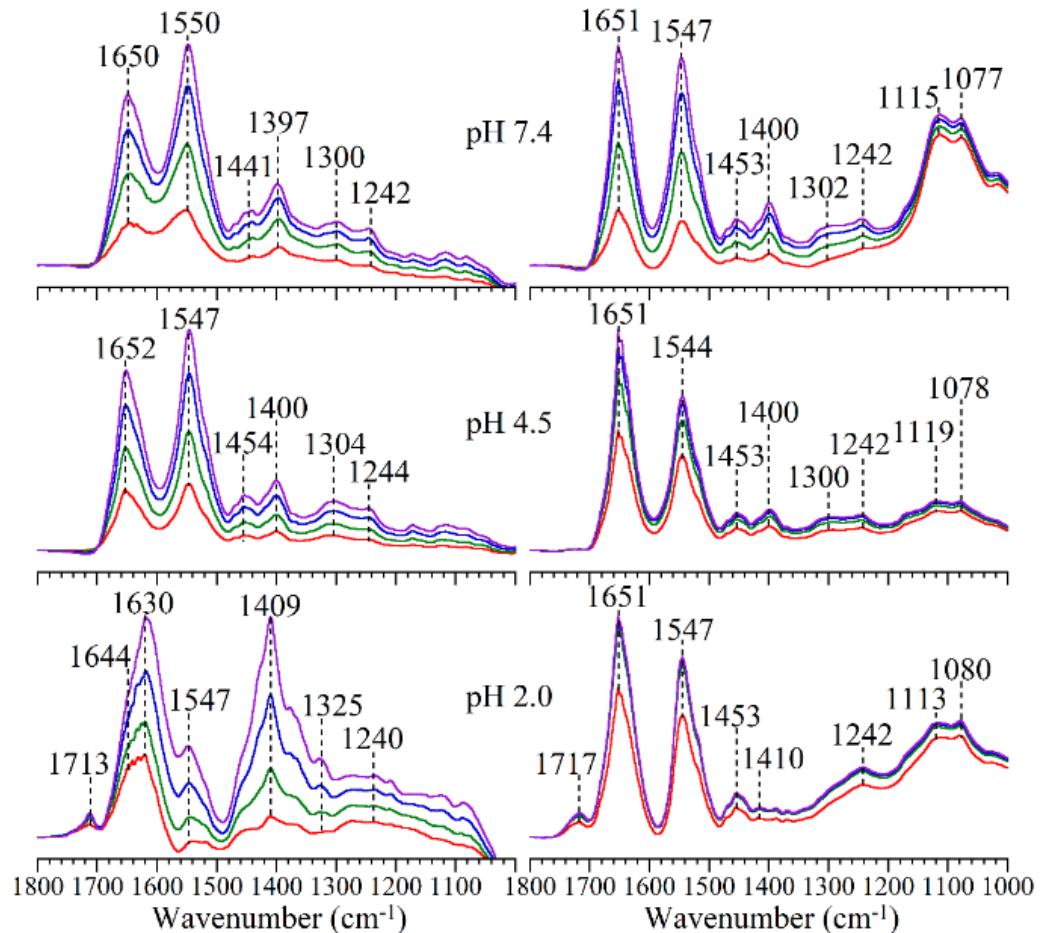 1650 1550 1441 1397 1300 1242
pH 7.4
1651 1547 1453 1400 1302 1242 1115 1077
1652 1547 1454 1400 1304 1244
pH 4.5
1651 1544 1453 1400 1300 1242 1119 1078
1713 1644 1630 1547 1409 1325 1240
pH 2.0
1717 1651 1547 1453 1410 1242 1113 1080
1800 1700 1600 1500 1400 1300 1200 1100
1800 1700 1600 1500 1400 1300 1200 1100 1000
Wavenumber (cm⁻¹)
Wavenumber (cm⁻¹)